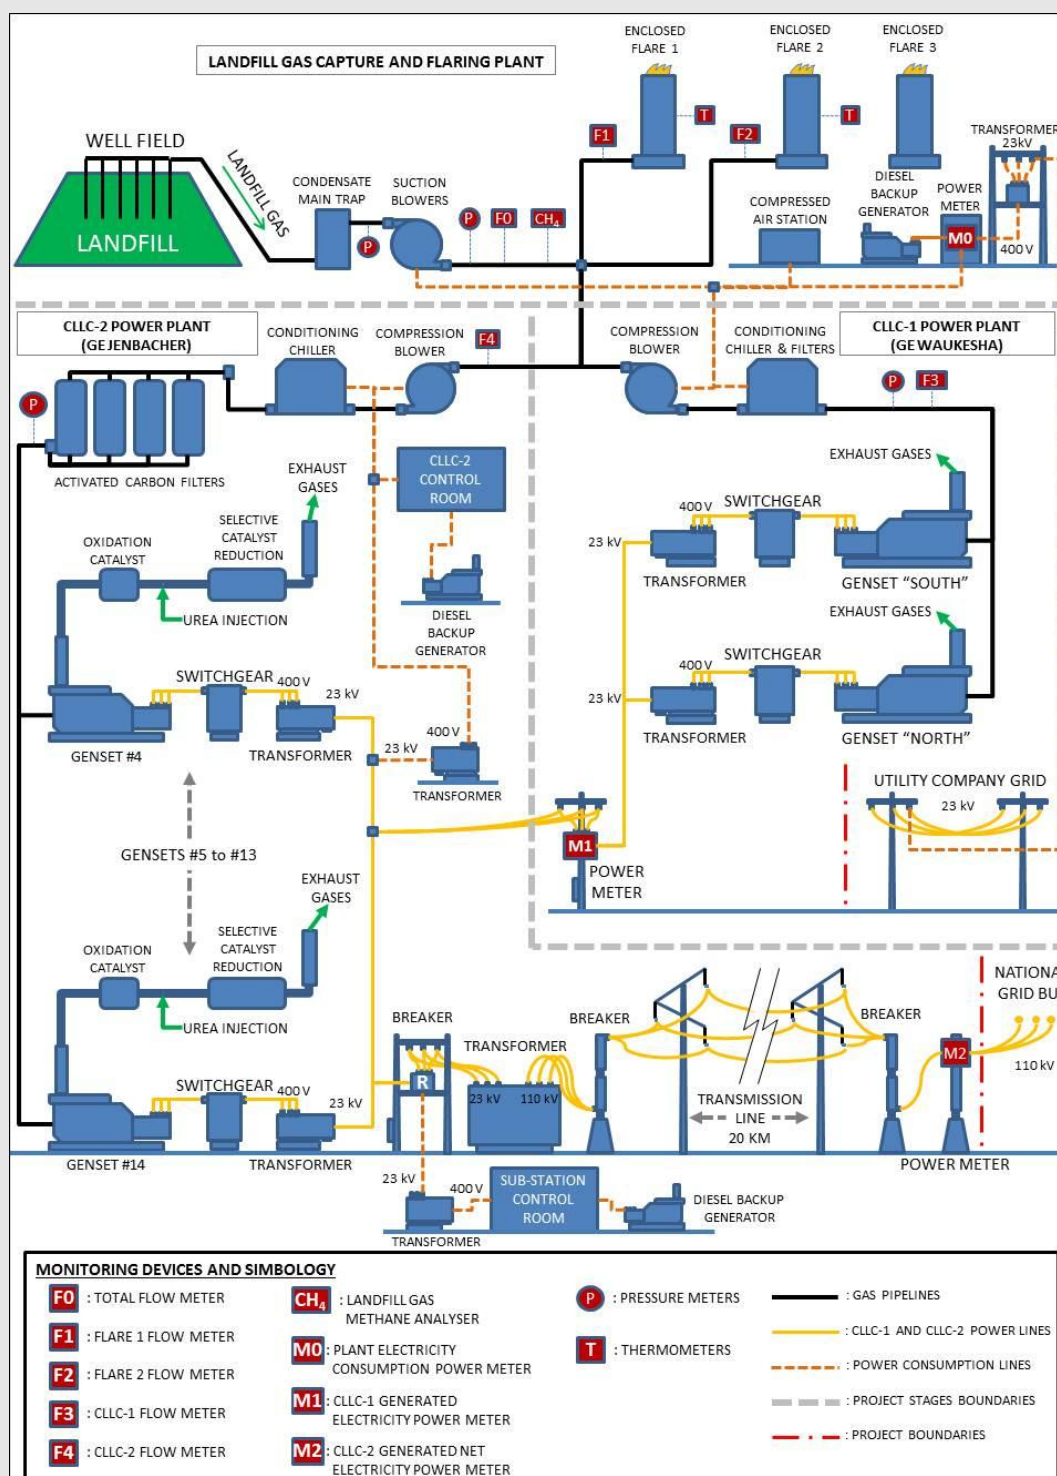 LANDFILL GAS CAPTURE AND FLARING PLANT
ENCLOSED
FLARE 1
ENCLOSED
FLARE 2
ENCLOSED
FLARE 3
F1
T
F2
T
WELL FIELD
LANDFILL GAS
LANDFILL
CONDENSATE
MAIN TRAP
P
SUCTION
BLOWERS
P
F0
CH4
COMPRESSED
AIR STATION
DIESEL
BACKUP
GENERATOR
POWER
METER
M0
TRANSFORMER
23kV
400 V
CLLC-2 POWER PLANT
(GE JENBACHER)
CONDITIONING
CHILLER
COMPRESSION
BLOWER
F4
P
ACTIVATED CARBON FILTERS
COMPRESSION
BLOWER
CONDITIONING
CHILLER & FILTERS
CLLC-1 POWER PLANT
(GE WAUKESHA)
P
F3
EXHAUST
GASES
CLLC-2
CONTROL
ROOM
OXIDATION
CATALYST
SELECTIVE
CATALYST
REDUCTION
UREA INJECTION
DIESEL
BACKUP
GENERATOR
EXHAUST GASES
SWITCHGEAR
400 V
23 kV
TRANSFORMER
GENSET “SOUTH”
EXHAUST GASES
SWITCHGEAR
400 V
23 kV
TRANSFORMER
GENSET “NORTH”
SWITCHGEAR
400 V
23 kV
GENSET #4
TRANSFORMER
400 V
23 kV
TRANSFORMER
GENSETS #5 to #13
M1
POWER
METER
UTILITY COMPANY GRID
23 kV
EXHAUST
GASES
OXIDATION
CATALYST
SELECTIVE
CATALYST
REDUCTION
UREA INJECTION
SWITCHGEAR
400 V
23 kV
GENSET #14
TRANSFORMER
BREAKER
R
TRANSFORMER
23 kV
110 kV
BREAKER
TRANSMISSION
LINE
20 KM
BREAKER
M2
POWER METER
NATIONA
GRID BU
110 kV
23 kV
400 V
TRANSFORMER
SUB-STATION
CONTROL
ROOM
DIESEL BACKUP
GENERATOR
MONITORING DEVICES AND SIMBOLOGY
F0 : TOTAL FLOW METER
F1 : FLARE 1 FLOW METER
F2 : FLARE 2 FLOW METER
F3 : CLLC-1 FLOW METER
F4 : CLLC-2 FLOW METER
CH4 : LANDFILL GAS
METHANE ANALYSER
M0 : PLANT ELECTRICITY
CONSUMPTION POWER METER
M1 : CLLC-1 GENERATED
ELECTRICITY POWER METER
M2 : CLLC-2 GENERATED NET
ELECTRICITY POWER METER
P : PRESSURE METERS
T : THERMOMETERS
: GAS PIPELINES
: CLLC-1 AND CLLC-2 POWER LINES
: POWER CONSUMPTION LINES
: PROJECT STAGES BOUNDARIES
: PROJECT BOUNDARIES